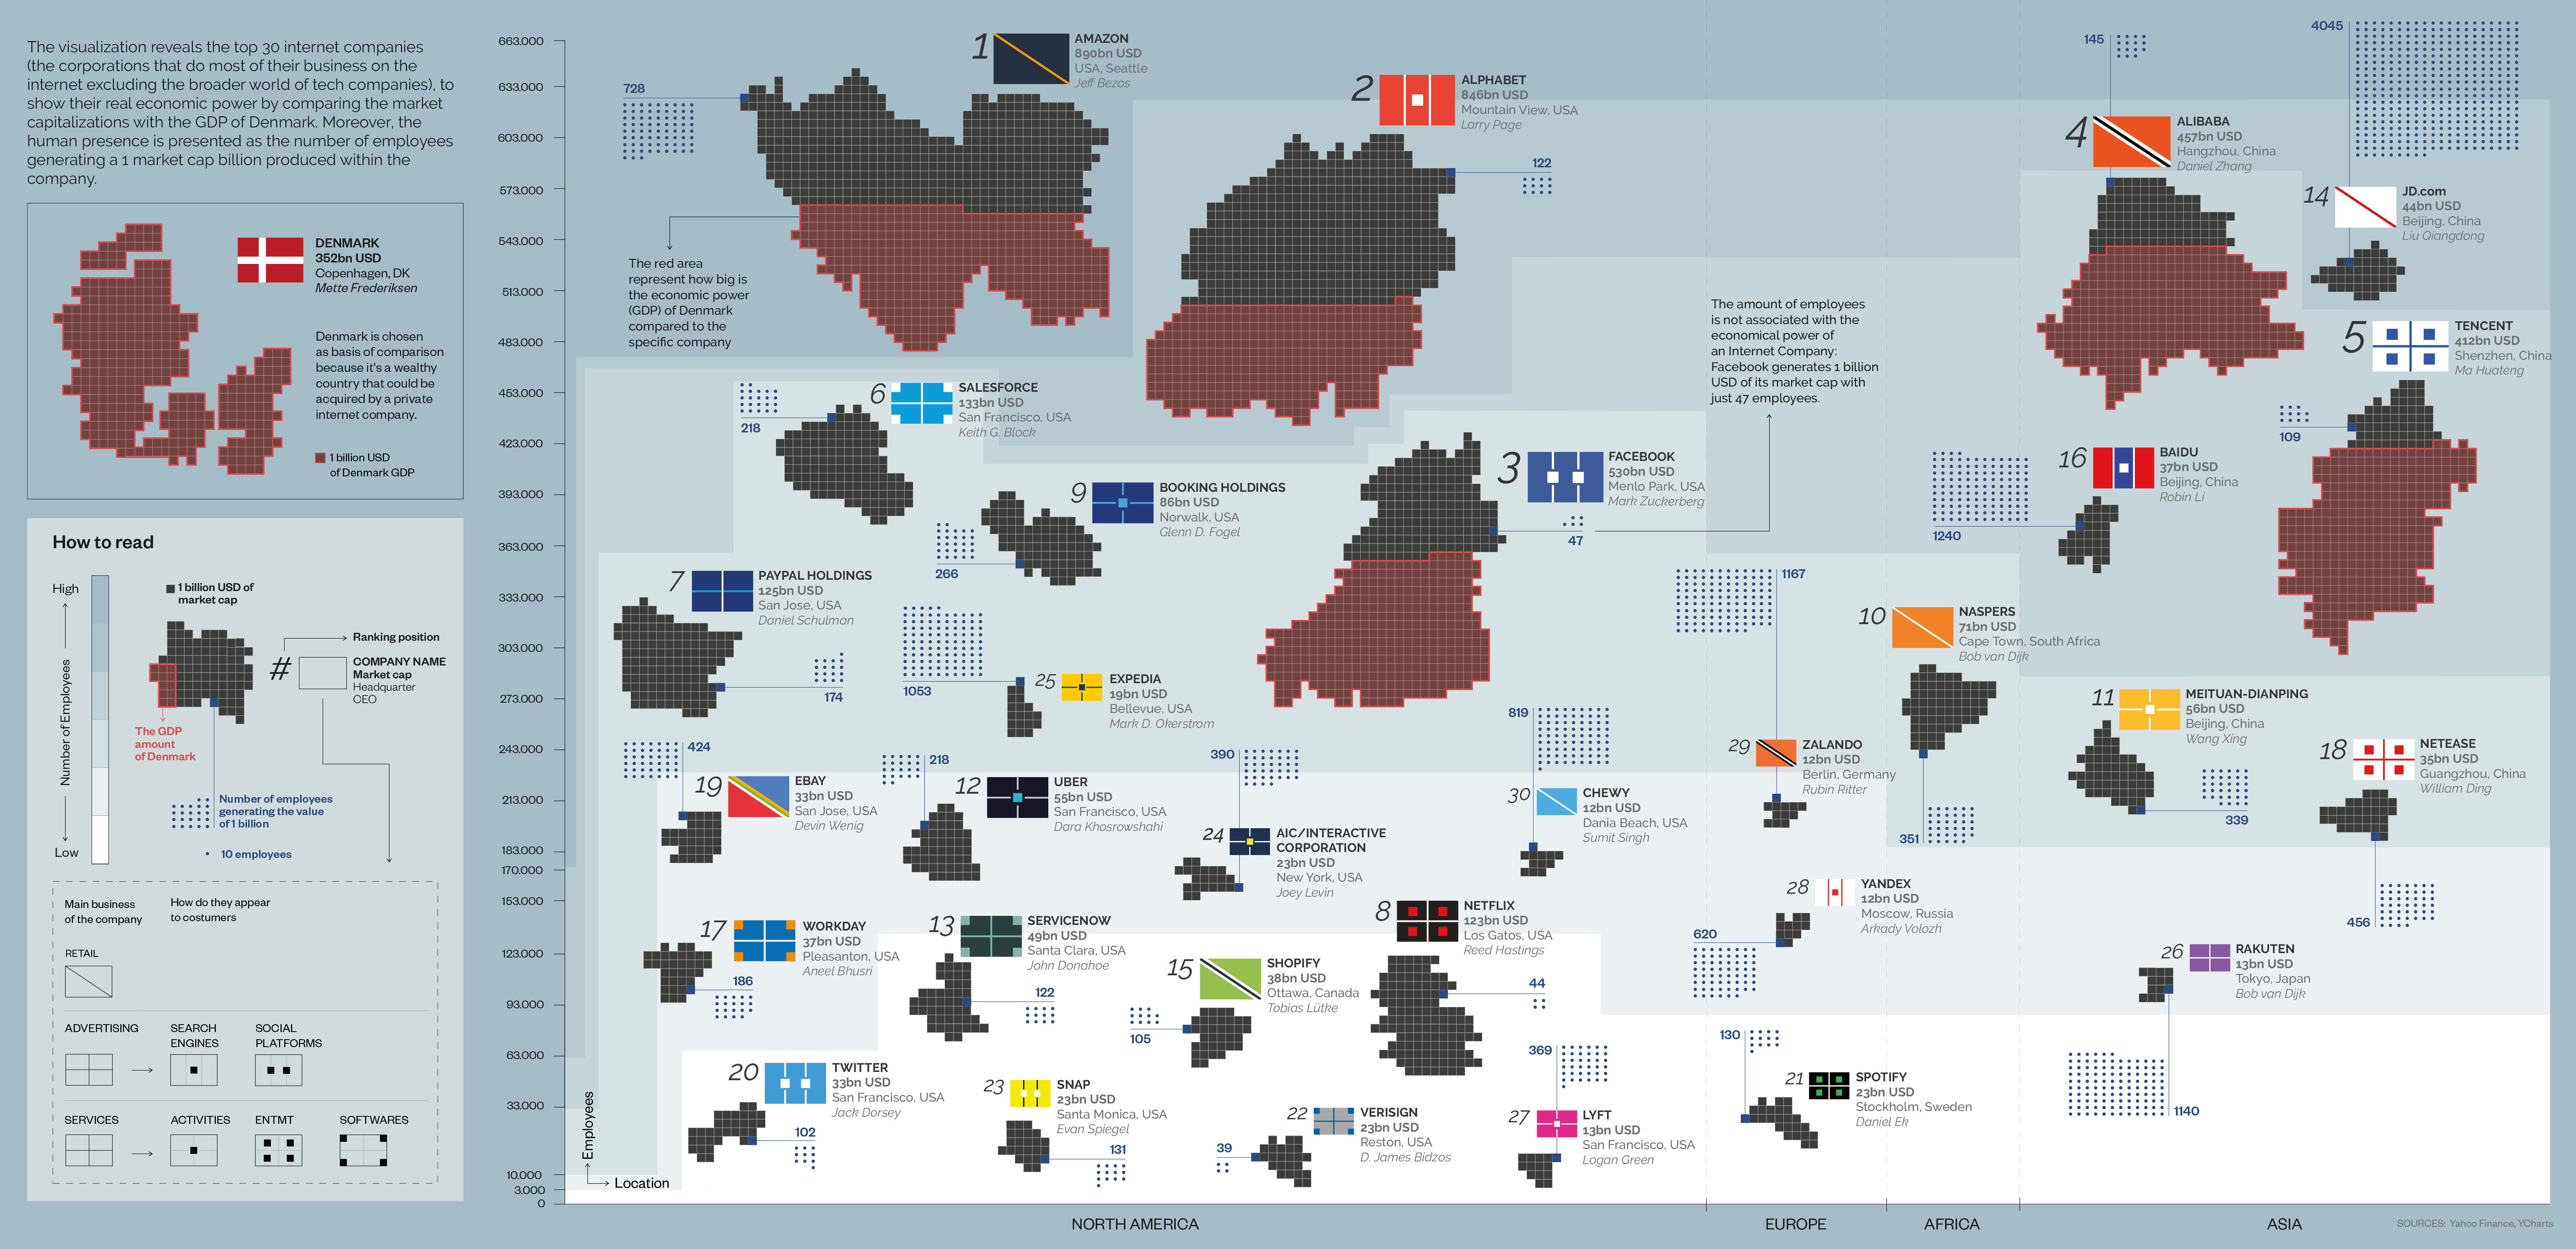 The visualization reveals the top 30 internet companies
(the corporations that do most of their business on the
internet excluding the broader world of tech companies), to
show their real economic power by comparing the market
capitalizations with the GDP of Denmark. Moreover, the
human presence is presented as the number of employees
generating a 1 market cap billion produced within the
company.
DENMARK
352bn USD
Copenhagen, DK
Mette Frederiksen
Denmark is chosen
as basis of comparison
because it's a wealthy
country that could be
acquired by a private
internet company.
1 billion USD
of Denmark GDP
How to read
High
Number of Employees
Low
1 billion USD of
market cap
The GDP
amount
of Denmark
Number of employees
generating the value
of 1 billion
10 employees
Ranking position
#
COMPANY NAME
Market cap
Headquarter
CEO
Main business
of the company
How do they appear
to costumers
RETAIL
ADVERTISING
SEARCH
ENGINES
SOCIAL
PLATFORMS
SERVICES
ACTIVITIES
ENTMT
SOFTWARES
663.000
633.000
603.000
573.000
543.000
513.000
483.000
453.000
423.000
393.000
363.000
333.000
303.000
273.000
243.000
213.000
183.000
170.000
153.000
123.000
93.000
63.000
33.000
10.000
3.000
0
Employees
Location
1
AMAZON
890bn USD
USA, Seattle
Jeff Bezos
728
The red area
represent how big is
the economic power
(GDP) of Denmark
compared to the
specific company
2
ALPHABET
846bn USD
Mountain View, USA
Larry Page
122
4
ALIBABA
457bn USD
Hangzhou, China
Daniel Zhang
145
14
JD.com
44bn USD
Beijing, China
Liu Qiangdong
4045
5
TENCENT
412bn USD
Shenzhen, China
Ma Huateng
109
The amount of employees
is not associated with the
economical power of
an Internet Company:
Facebook generates 1 billion
USD of its market cap with
just 47 employees.
6
SALESFORCE
133bn USD
San Francisco, USA
Keith G. Block
218
3
FACEBOOK
530bn USD
Menlo Park, USA
Mark Zuckerberg
47
16
BAIDU
37bn USD
Beijing, China
Robin Li
1240
9
BOOKING HOLDINGS
86bn USD
Norwalk, USA
Glenn D. Fogel
266
7
PAYPAL HOLDINGS
125bn USD
San Jose, USA
Daniel Schulman
174
25
EXPEDIA
19bn USD
Bellevue, USA
Mark D. Okerstrom
1053
10
NASPERS
71bn USD
Cape Town, South Africa
Bob van Dijk
351
29
ZALANDO
12bn USD
Berlin, Germany
Rubin Ritter
1167
11
MEITUAN-DIANPING
56bn USD
Beijing, China
Wang Xing
339
18
NETEASE
35bn USD
Guangzhou, China
William Ding
456
19
EBAY
33bn USD
San Jose, USA
Devin Wenig
424
12
UBER
55bn USD
San Francisco, USA
Dara Khosrowshahi
218
24
AIC/INTERACTIVE
CORPORATION
23bn USD
New York, USA
Joey Levin
390
30
CHEWY
12bn USD
Dania Beach, USA
Sumit Singh
819
28
YANDEX
12bn USD
Moscow, Russia
Arkady Volozh
620
17
WORKDAY
37bn USD
Pleasanton, USA
Aneel Bhusri
186
13
SERVICENOW
49bn USD
Santa Clara, USA
John Donahoe
122
8
NETFLIX
123bn USD
Los Gatos, USA
Reed Hastings
44
15
SHOPIFY
38bn USD
Ottawa, Canada
Tobias Lütke
105
26
RAKUTEN
13bn USD
Tokyo, Japan
Bob van Dijk
1140
20
TWITTER
33bn USD
San Francisco, USA
Jack Dorsey
102
23
SNAP
23bn USD
Santa Monica, USA
Evan Spiegel
131
22
VERISIGN
23bn USD
Reston, USA
D. James Bidzos
39
27
LYFT
13bn USD
San Francisco, USA
Logan Green
369
21
SPOTIFY
23bn USD
Stockholm, Sweden
Daniel Ek
130
NORTH AMERICA
EUROPE
AFRICA
ASIA
SOURCES: Yahoo Finance, YCharts